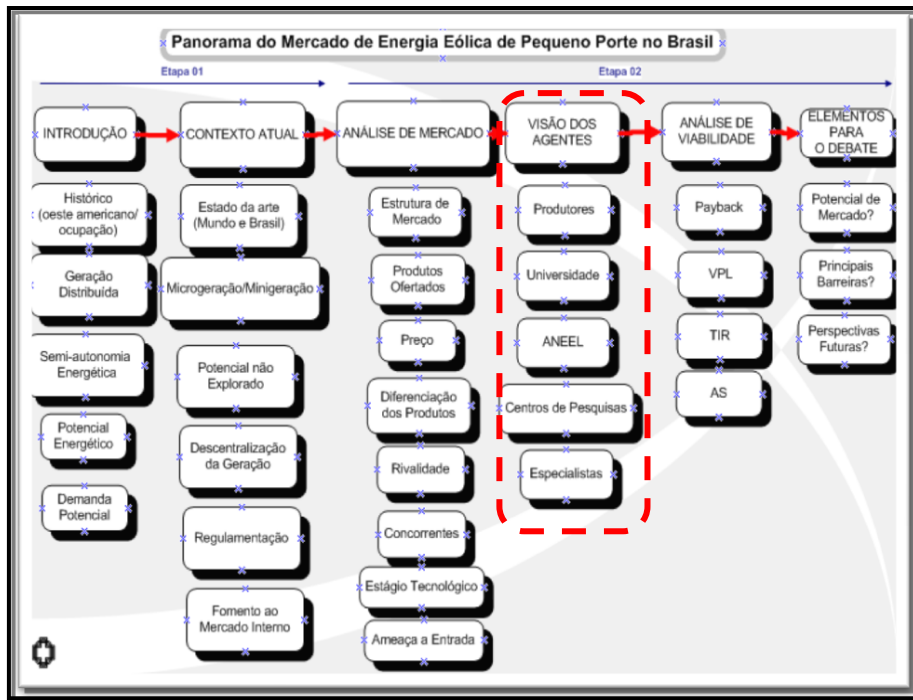 Panorama do Mercado de Energia Eólica de Pequeno Porte no Brasil
Etapa 01
Etapa 02
INTRODUÇÃO
Histórico
(oeste americano/
ocupação)
Geração
Distribuída
Semi-autonomia
Energética
Potencial
Energético
Demanda
Potencial
CONTEXTO ATUAL
Estado da arte
(Mundo e Brasil)
Microgeração/Minigeração
Potencial não
Explorado
Descentralização
da Geração
Regulamentação
Fomento ao
Mercado Interno
ANÁLISE DE MERCADO
Estrutura de
Mercado
Produtos
Ofertados
Preço
Diferenciação
dos Produtos
Rivalidade
Concorrentes
Estágio Tecnológico
Ameaça a Entrada
VISÃO DOS
AGENTES
Produtores
Universidade
ANEEL
Centros de Pesquisas
Especialistas
ANÁLISE DE
VIABILIDADE
Payback
VPL
TIR
AS
ELEMENTOS
PARA
O DEBATE
Potencial de
Mercado?
Principais
Barreiras?
Perspectivas
Futuras?